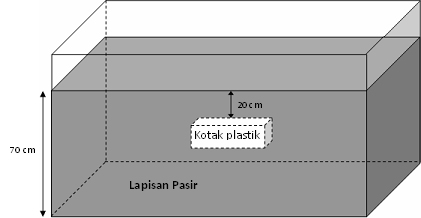 20 cm
Kotak plastik
70 cm
Lapisan Pasir